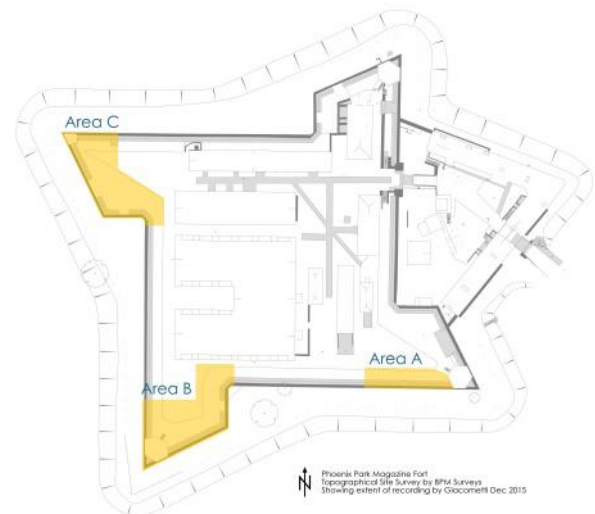 Area C
Area A
Area B
N
Phoenix Park Magazine Fort
Topographical Site Survey by BPM Surveys
Showing extent of recording by Giacometti Dec 2015